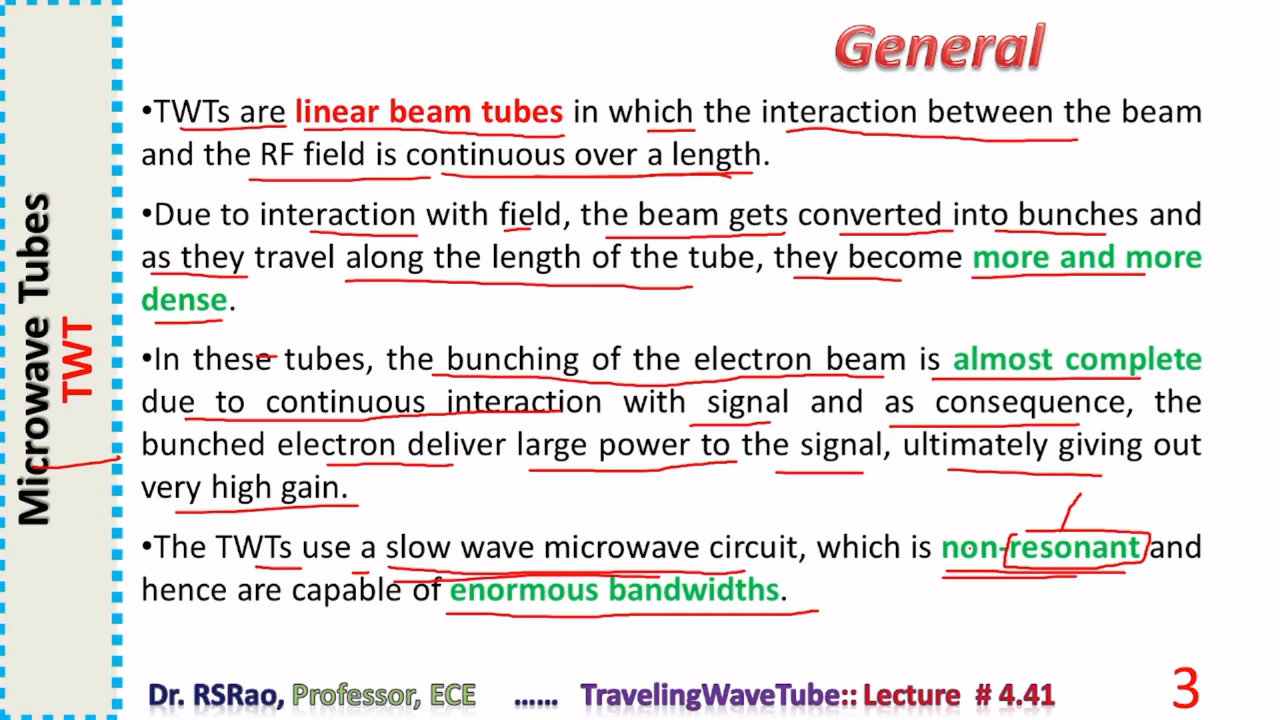 General
•TWTs are linear beam tubes in which the interaction between the beam
and the RF field is continuous over a length.
•Due to interaction with field, the beam gets converted into bunches and
as they travel along the length of the tube, they become more and more
dense.
•In these tubes, the bunching of the electron beam is almost complete
due to continuous interaction with signal and as consequence, the
bunched electron deliver large power to the signal, ultimately giving out
very high gain.
•The TWTs use a slow wave microwave circuit, which is non-resonant and
hence are capable of enormous bandwidths.
Microwave Tubes
TWT
Dr. RSRao, Professor, ECE ...... TravelingWaveTube:: Lecture # 4.41
3